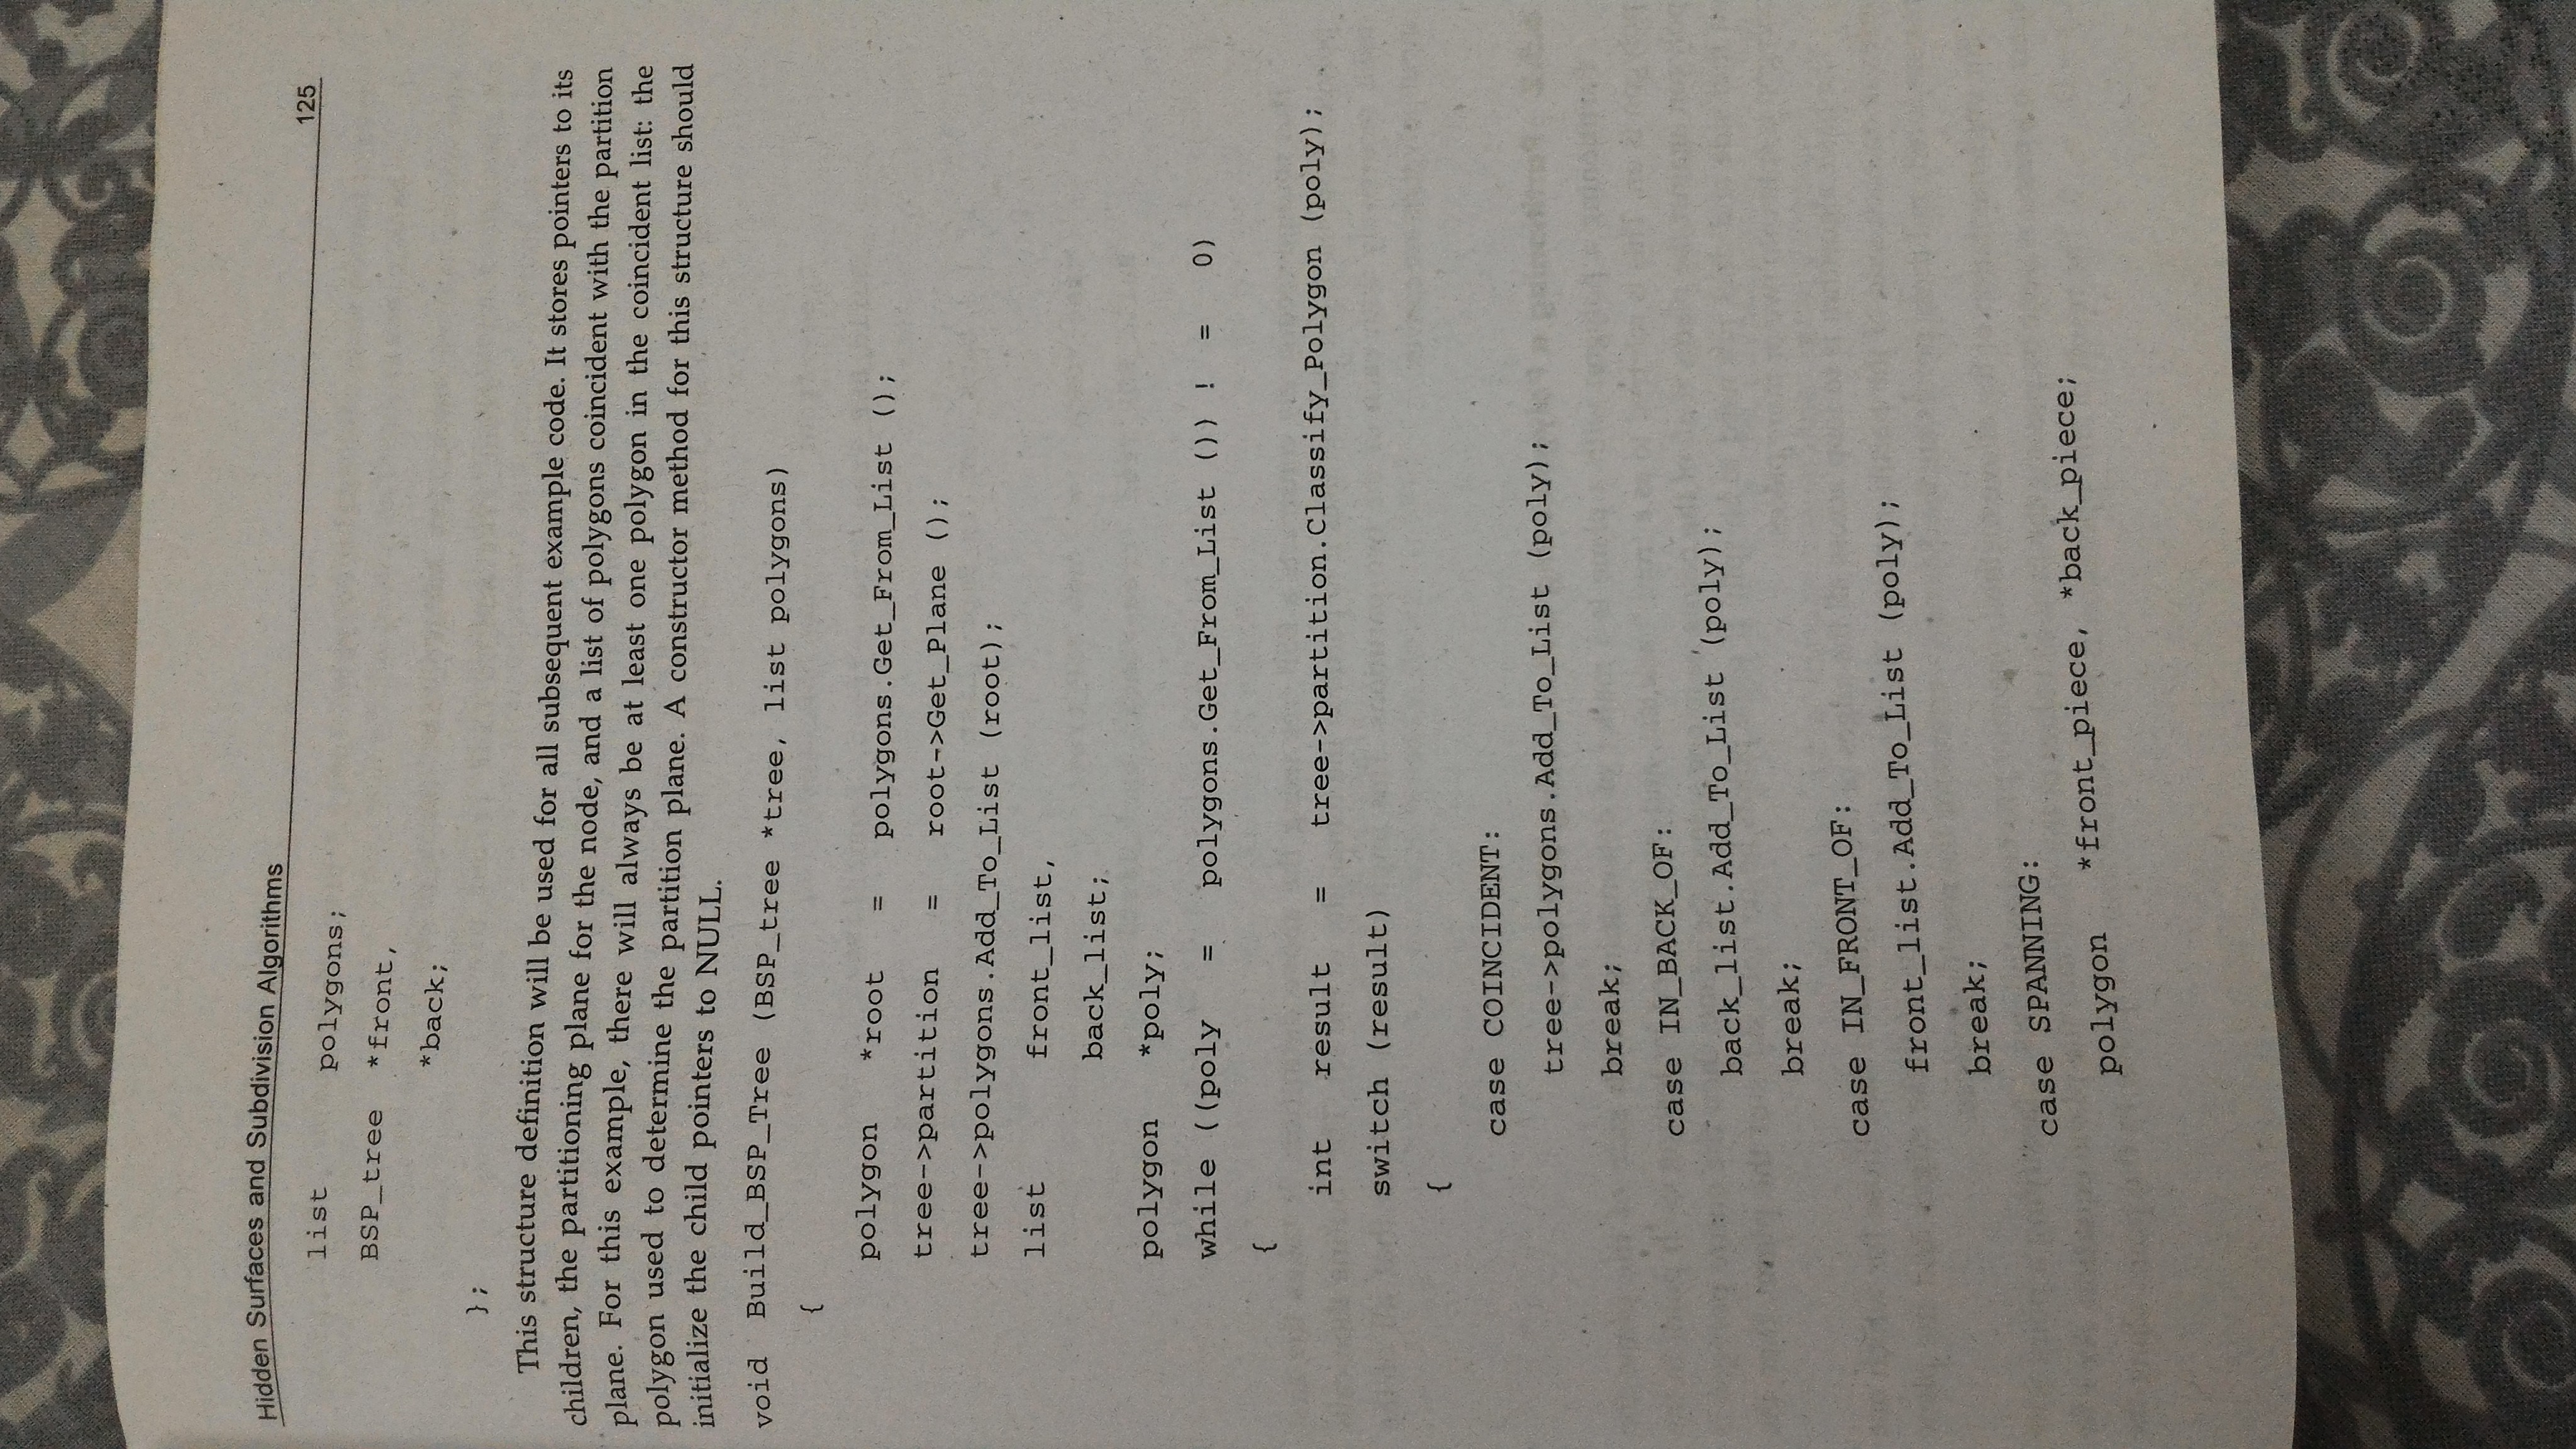 Hidden Surfaces and Subdivision Algorithms 125
list polygons;
BSP_tree *front,
*back;
};
This structure definition will be used for all subsequent example code. It stores pointers to its
children, the partitioning plane for the node, and a list of polygons coincident with the partition
plane. For this example, there will always be at least one polygon in the coincident list: the
polygon used to determine the partition plane. A constructor method for this structure should
initialize the child pointers to NULL.
void Build_BSP_Tree (BSP_tree *tree, list polygons)
{
polygon *root = polygons.Get_From_List ();
tree->partition = root->Get_Plane ();
tree->polygons.Add_To_List (root);
list front_list,
back_list;
polygon *poly;
while ((poly = polygons.Get_From_List ()) ! = 0)
{
int result = tree->partition.Classify_Polygon (poly);
switch (result)
{
case COINCIDENT:
tree->polygons.Add_To_List (poly);
break;
case IN_BACK_OF:
back_list.Add_To_List (poly);
break;
case IN_FRONT_OF:
front_list.Add_To_List (poly);
break;
case SPANNING:
polygon *front_piece, *back_piece;